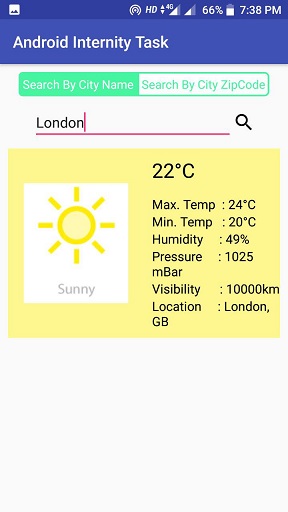 HD 4G 66% 7:38 PM
Android Internity Task
Search By City Name Search By City ZipCode
London
22°C
Max. Temp : 24°C
Min. Temp : 20°C
Humidity : 49%
Pressure : 1025
mBar
Visibility : 10000km
Location : London,
GB
Sunny